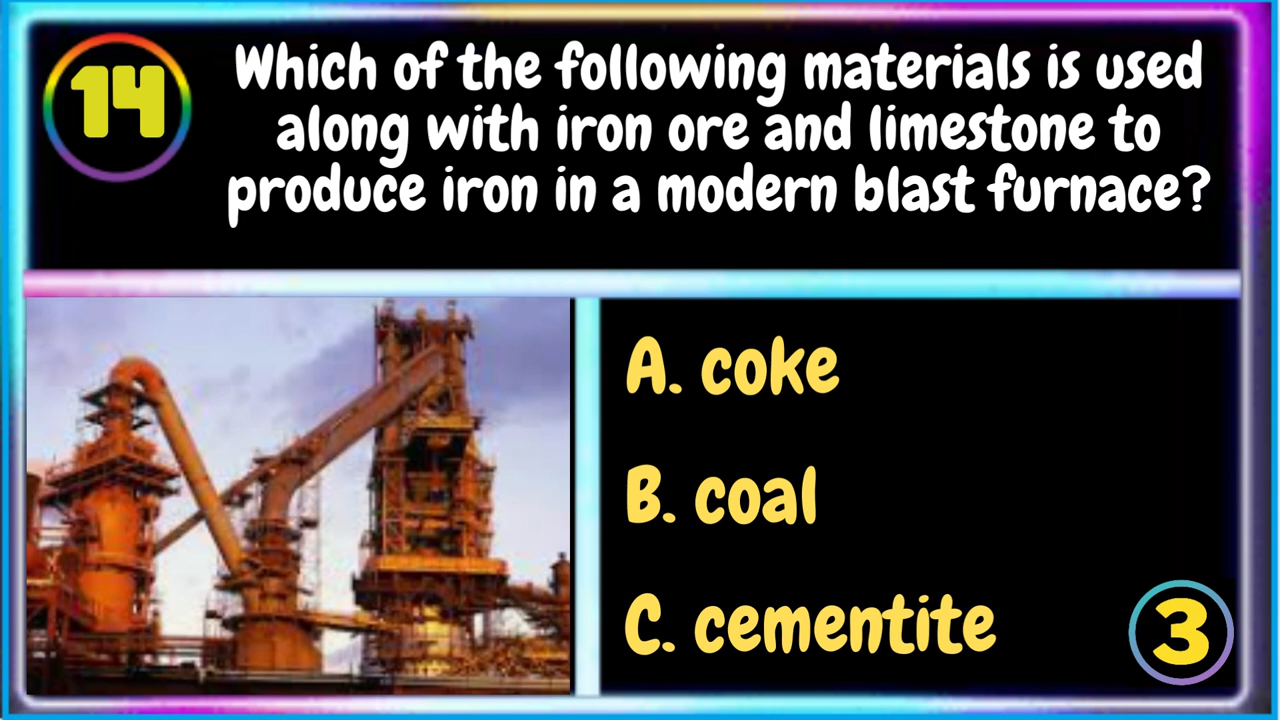 14
Which of the following materials is used
along with iron ore and limestone to
produce iron in a modern blast furnace?
A. coke
B. coal
C. cementite
3